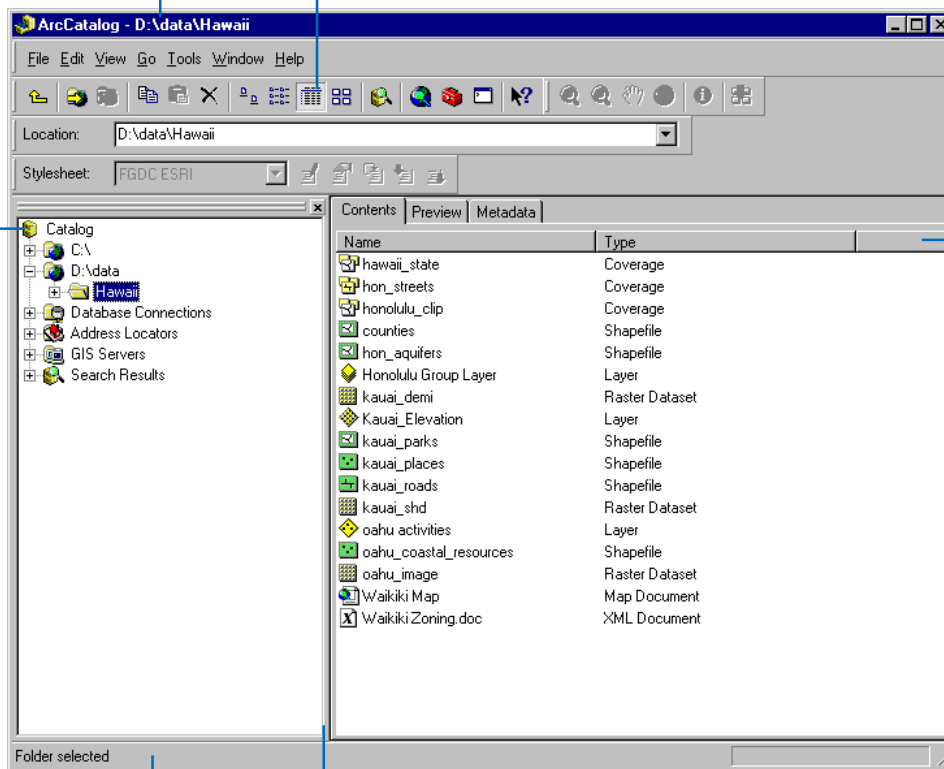 ArcCatalog - D:\data\Hawaii
File Edit View Go Tools Window Help
Location: D:\data\Hawaii
Stylesheet: FGDC ESRI
Catalog
C:\
D:\data
Hawaii
Database Connections
Address Locators
GIS Servers
Search Results
Contents Preview Metadata
Name Type
hawaii_state Coverage
hon_streets Coverage
honolulu_clip Coverage
counties Shapefile
hon_aquifers Shapefile
Honolulu Group Layer Layer
kauai_demi Raster Dataset
Kauai_Elevation Layer
kauai_parks Shapefile
kauai_places Shapefile
kauai_roads Shapefile
kauai_shd Raster Dataset
oahu activities Layer
oahu_coastal_resources Shapefile
oahu_image Raster Dataset
Waikiki Map Map Document
Waikiki Zoning.doc XML Document
Folder selected